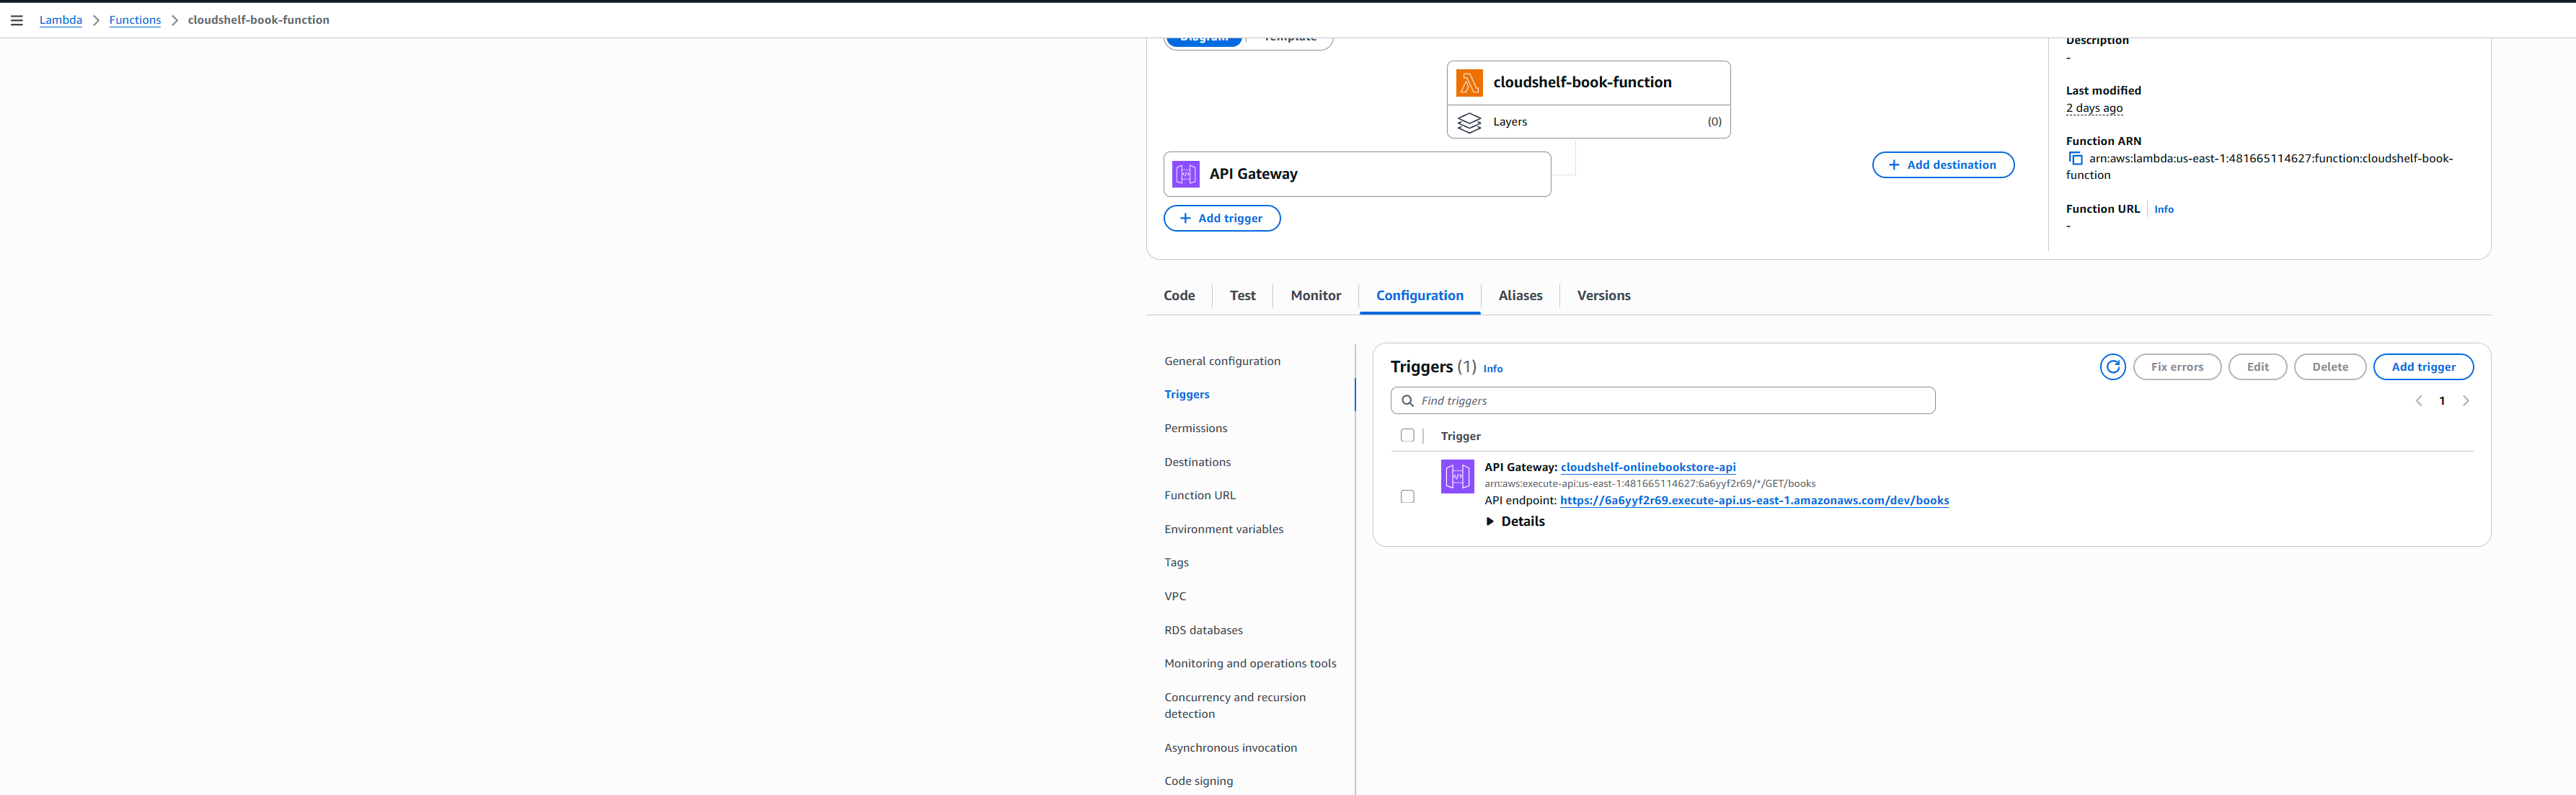 Lambda > Functions > cloudshelf-book-function
Diagram Template
cloudshelf-book-function
Layers (0)
API Gateway
+ Add trigger
+ Add destination
Description
-
Last modified
2 days ago
Function ARN
arn:aws:lambda:us-east-1:481665114627:function:cloudshelf-book-
function
Function URL Info
-
Code Test Monitor Configuration Aliases Versions
General configuration
Triggers
Permissions
Destinations
Function URL
Environment variables
Tags
VPC
RDS databases
Monitoring and operations tools
Concurrency and recursion
detection
Asynchronous invocation
Code signing
Triggers (1) Info
Fix errors Edit Delete Add trigger
Find triggers
1
Trigger
API Gateway: cloudshelf-onlinebookstore-api
arn:aws:execute-api:us-east-1:481665114627:6a6yyf2r69/*/GET/books
API endpoint: https://6a6yyf2r69.execute-api.us-east-1.amazonaws.com/dev/books
Details